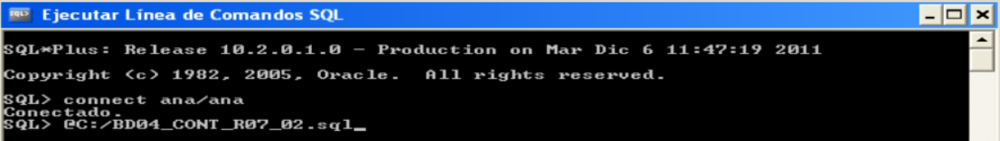 Ejecutar Línea de Comandos SQL
SQL*Plus: Release 10.2.0.1.0 - Production on Mar Dic 6 11:47:19 2011
Copyright (c) 1982, 2005, Oracle.  All rights reserved.
SQL> connect ana/ana
Conectado.
SQL> @C:/BD04_CONT_R07_02.sql_